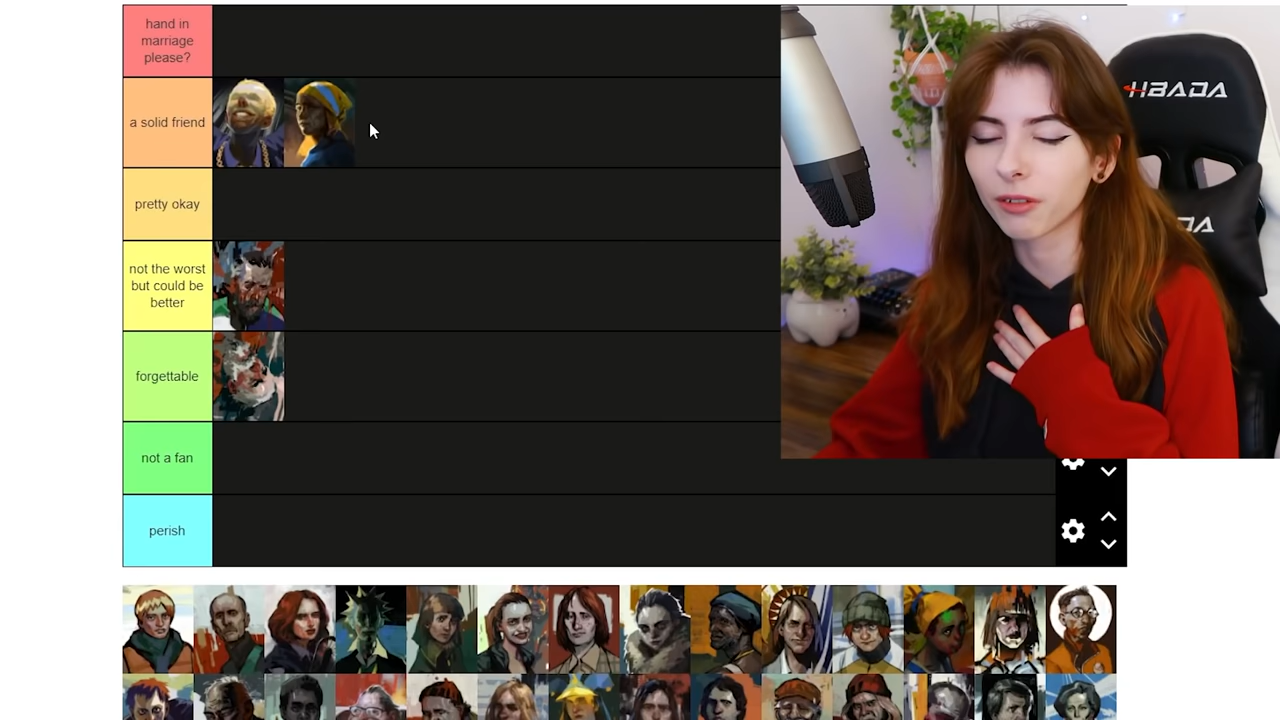 hand in
marriage
please?
a solid friend
pretty okay
not the worst
but could be
better
forgettable
not a fan
perish
HBADA
DA